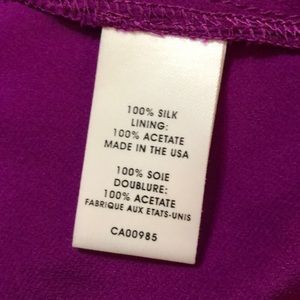 100% SILK
LINING:
100% ACETATE
MADE IN THE USA
100% SOIE
DOUBLURE:
100% ACETATE
FABRIQUE AUX ETATS-UNIS
CA00985